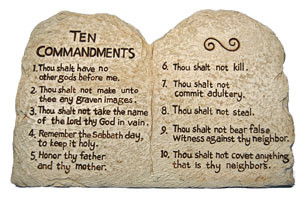 TEN
COMMANDMENTS
1. Thou shalt have no
other gods before me.
2. Thou shalt not make unto
thee any graven images.
3. Thou shalt not take the name
of the Lord thy God in vain.
4. Remember the Sabbath day,
to keep it holy.
5. Honor thy father
and thy mother.
6. Thou shalt not kill.
7. Thou shalt not
commit adultery.
8. Thou shalt not steal.
9. Thou shalt not bear false
witness against thy neighbor.
10. Thou shalt not covet anything
that is thy neighbor's.